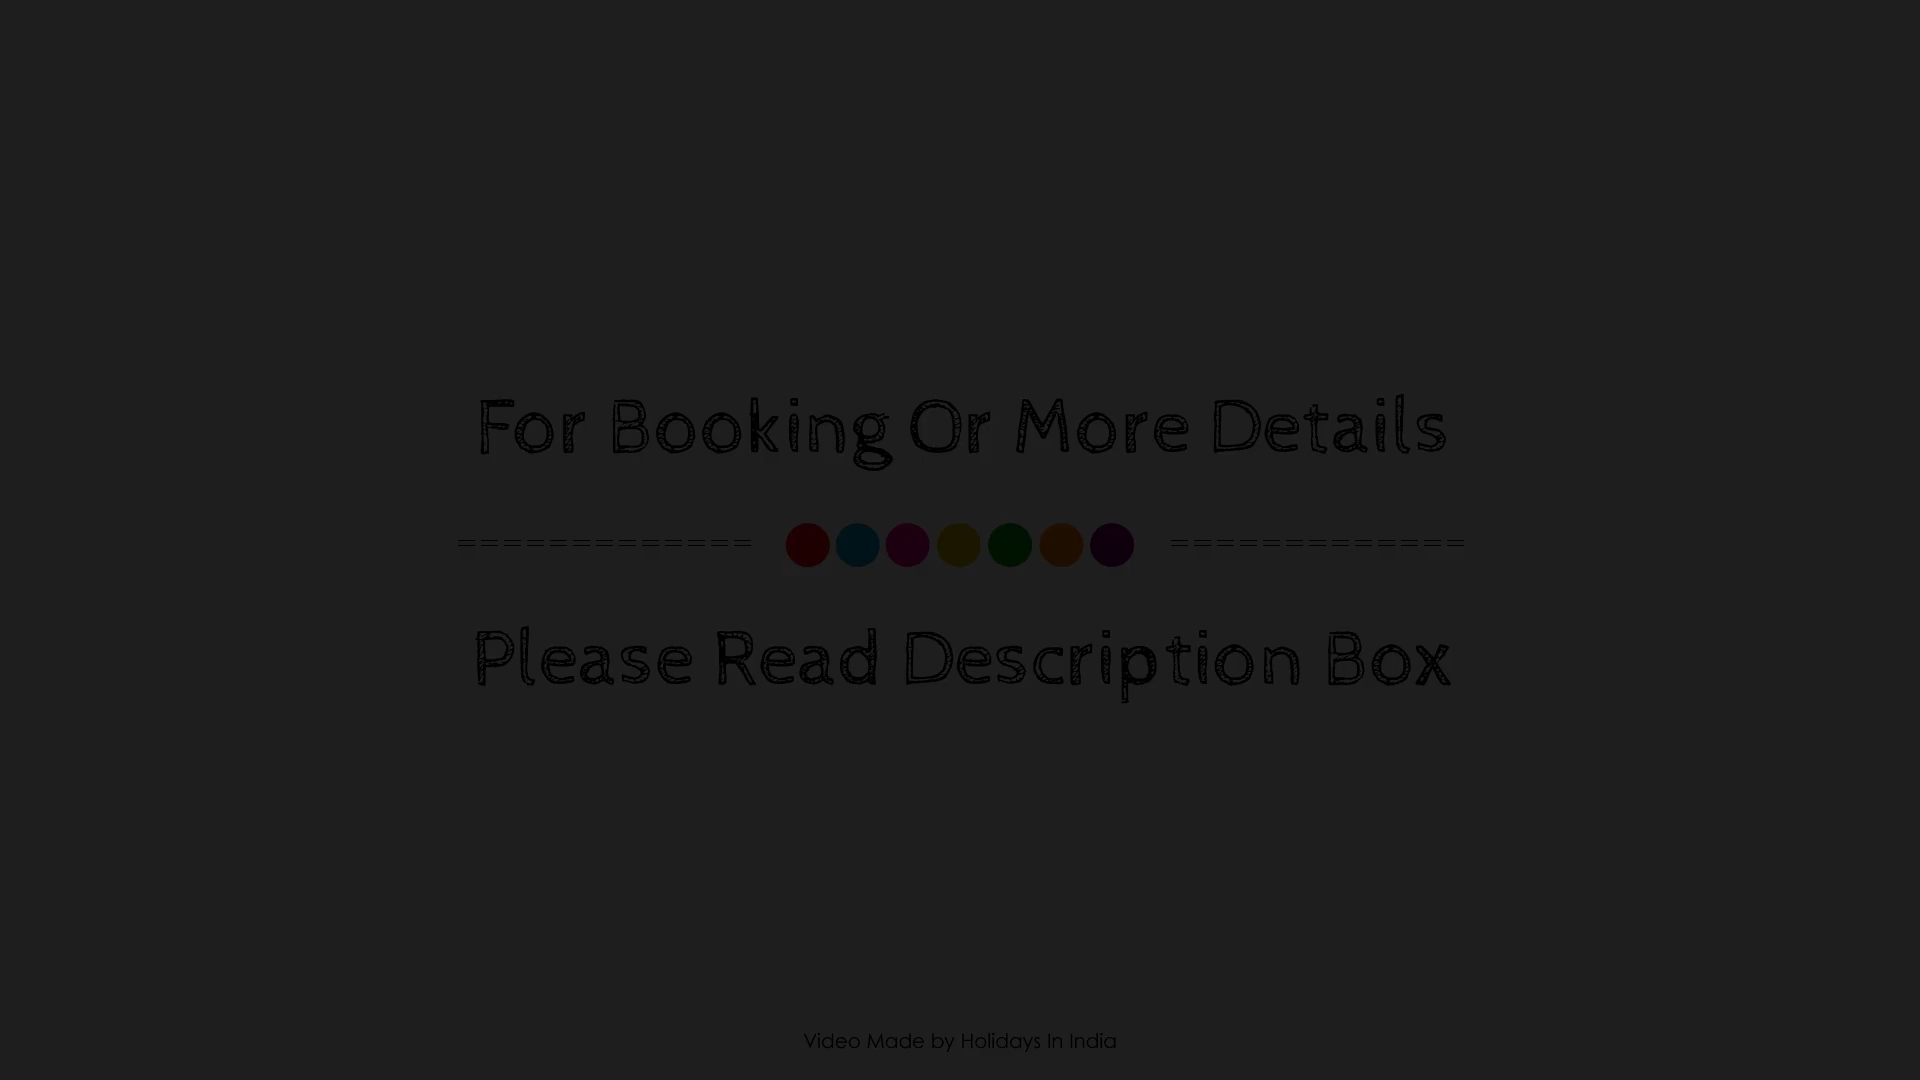 For Booking Or More Details
============= =============
Please Read Description Box
Video Made by Holidays In India